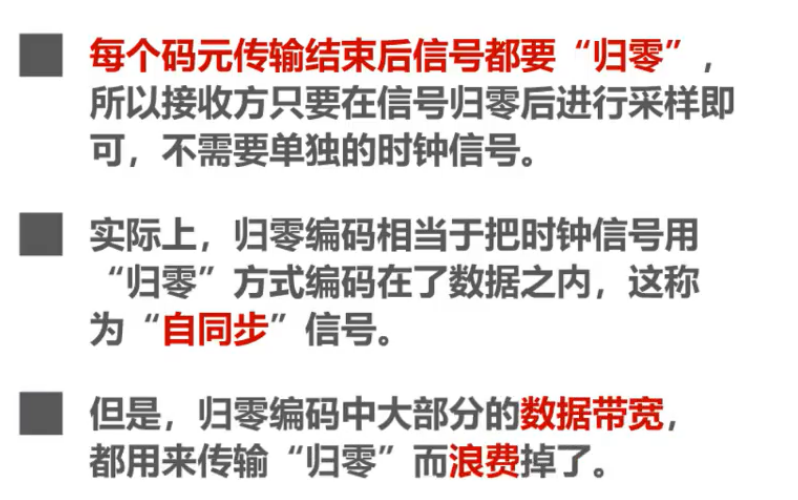 每个码元传输结束后信号都要“归零”，
所以接收方只要在信号归零后进行采样即
可，不需要单独的时钟信号。
实际上，归零编码相当于把时钟信号用
“归零”方式编码在了数据之内，这称
为“自同步”信号。
但是，归零编码中大部分的数据带宽，
都用来传输“归零”而浪费掉了。